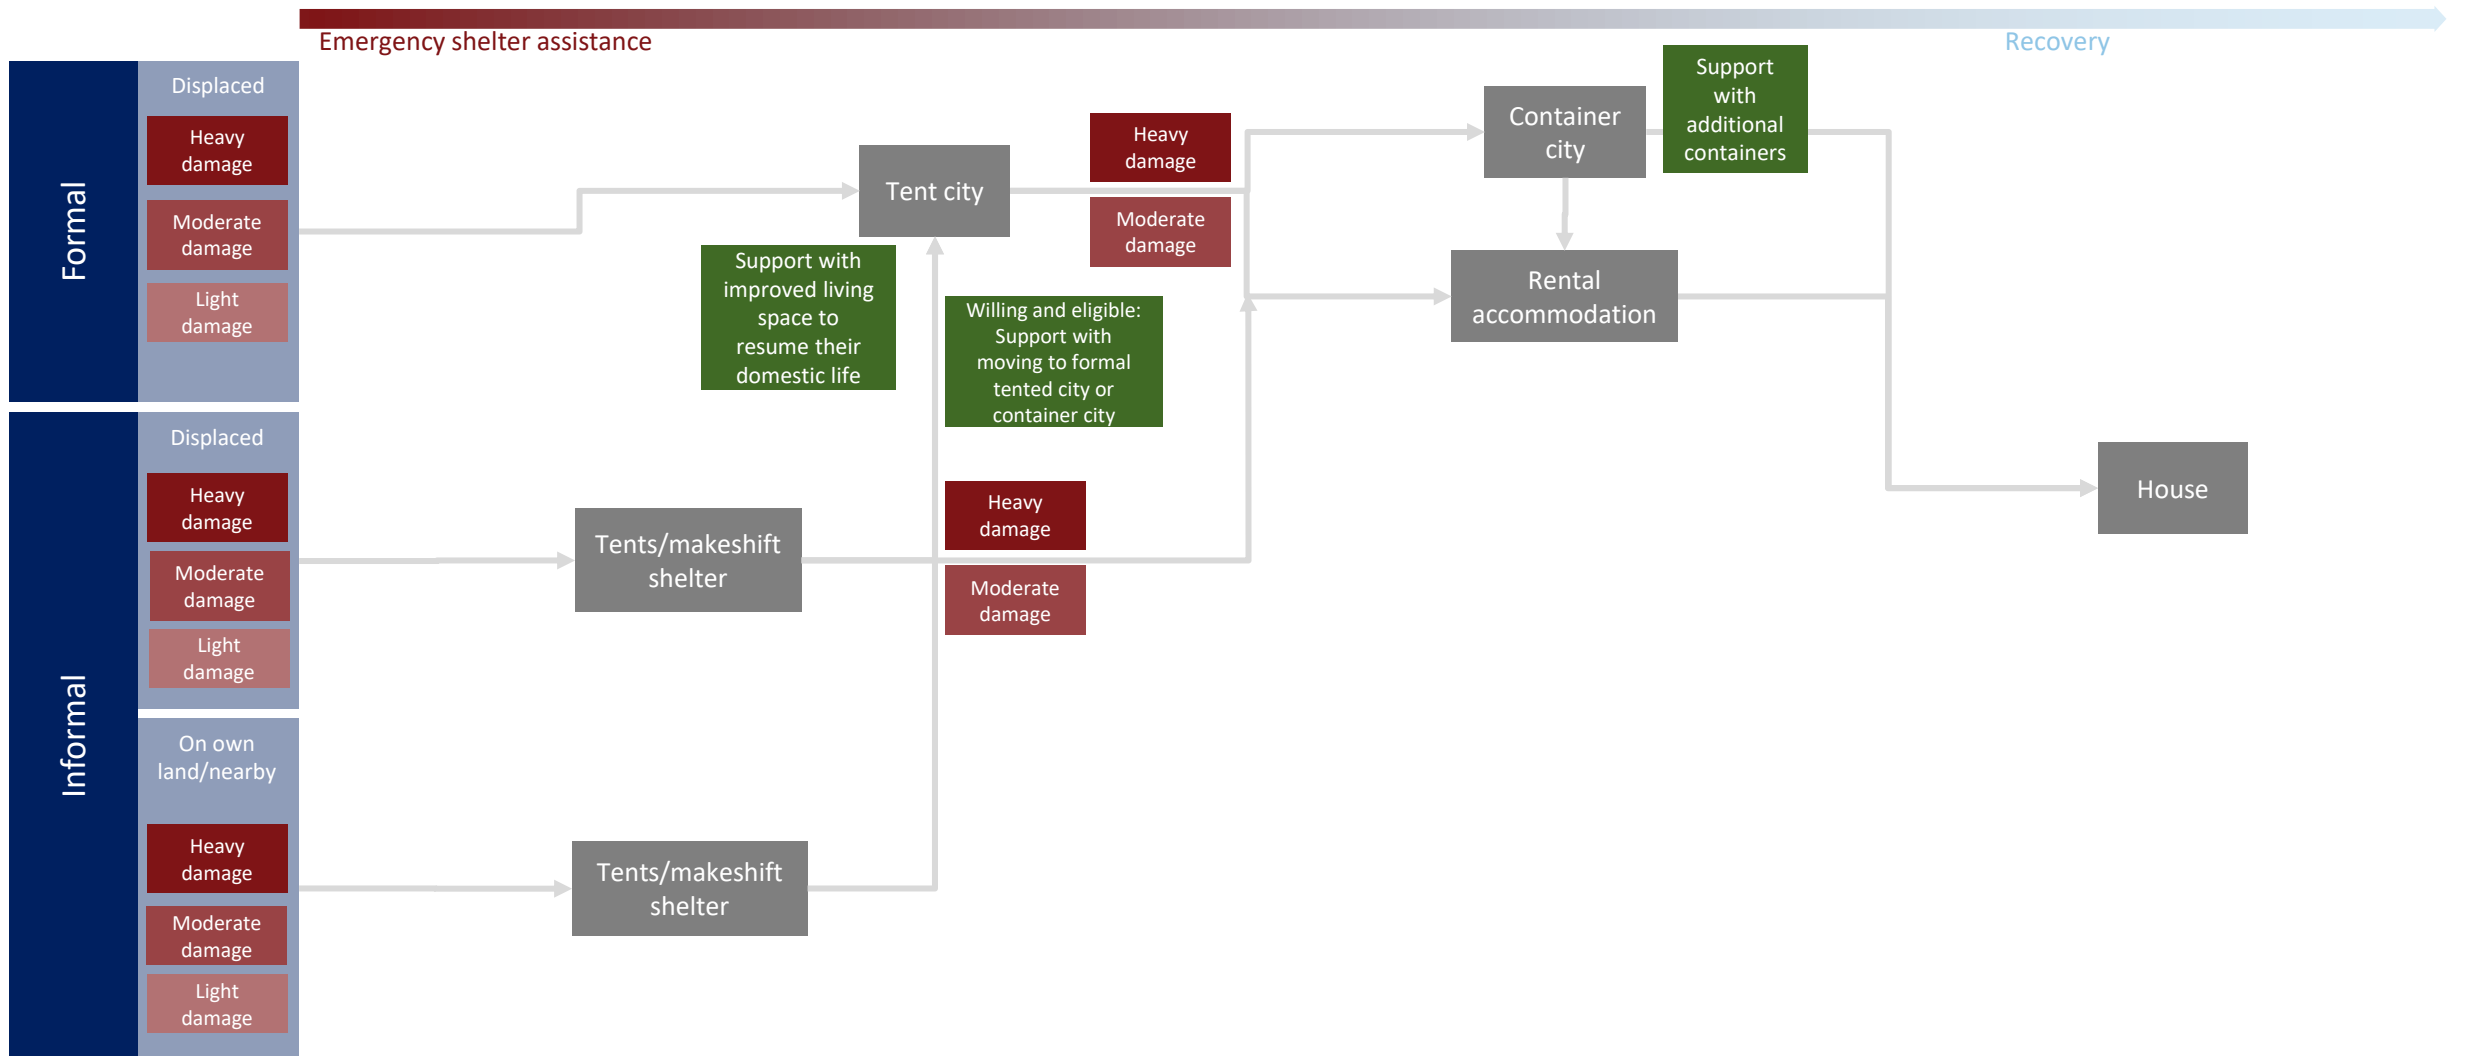 Emergency shelter assistance
Recovery
Formal
Displaced
Heavy
damage
Moderate
damage
Light
damage
Tent city
Support with
improved living
space to
resume their
domestic life
Heavy
damage
Moderate
damage
Willing and eligible:
Support with
moving to formal
tented city or
container city
Container
city
Support
with
additional
containers
Rental
accommodation
House
Informal
Displaced
Heavy
damage
Moderate
damage
Light
damage
Tents/makeshift
shelter
Heavy
damage
Moderate
damage
On own
land/nearby
Heavy
damage
Moderate
damage
Light
damage
Tents/makeshift
shelter